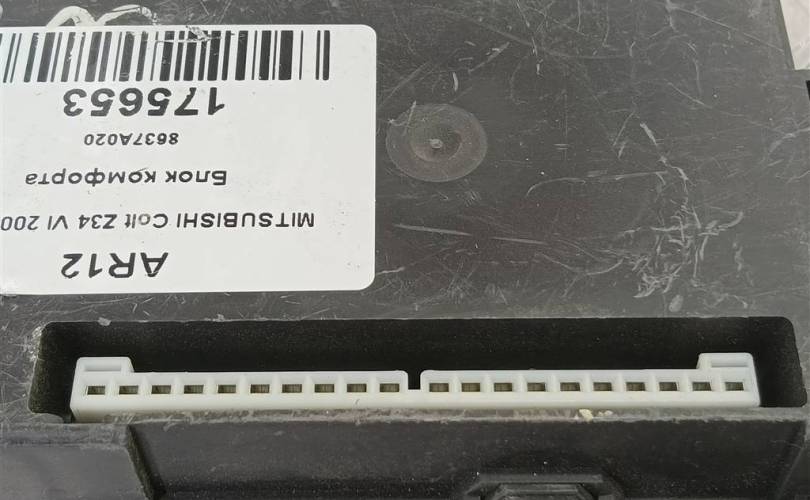 AR12
MITSUBISHI Colt Z34 VI 200
Блок комфорта
8637A020
175653